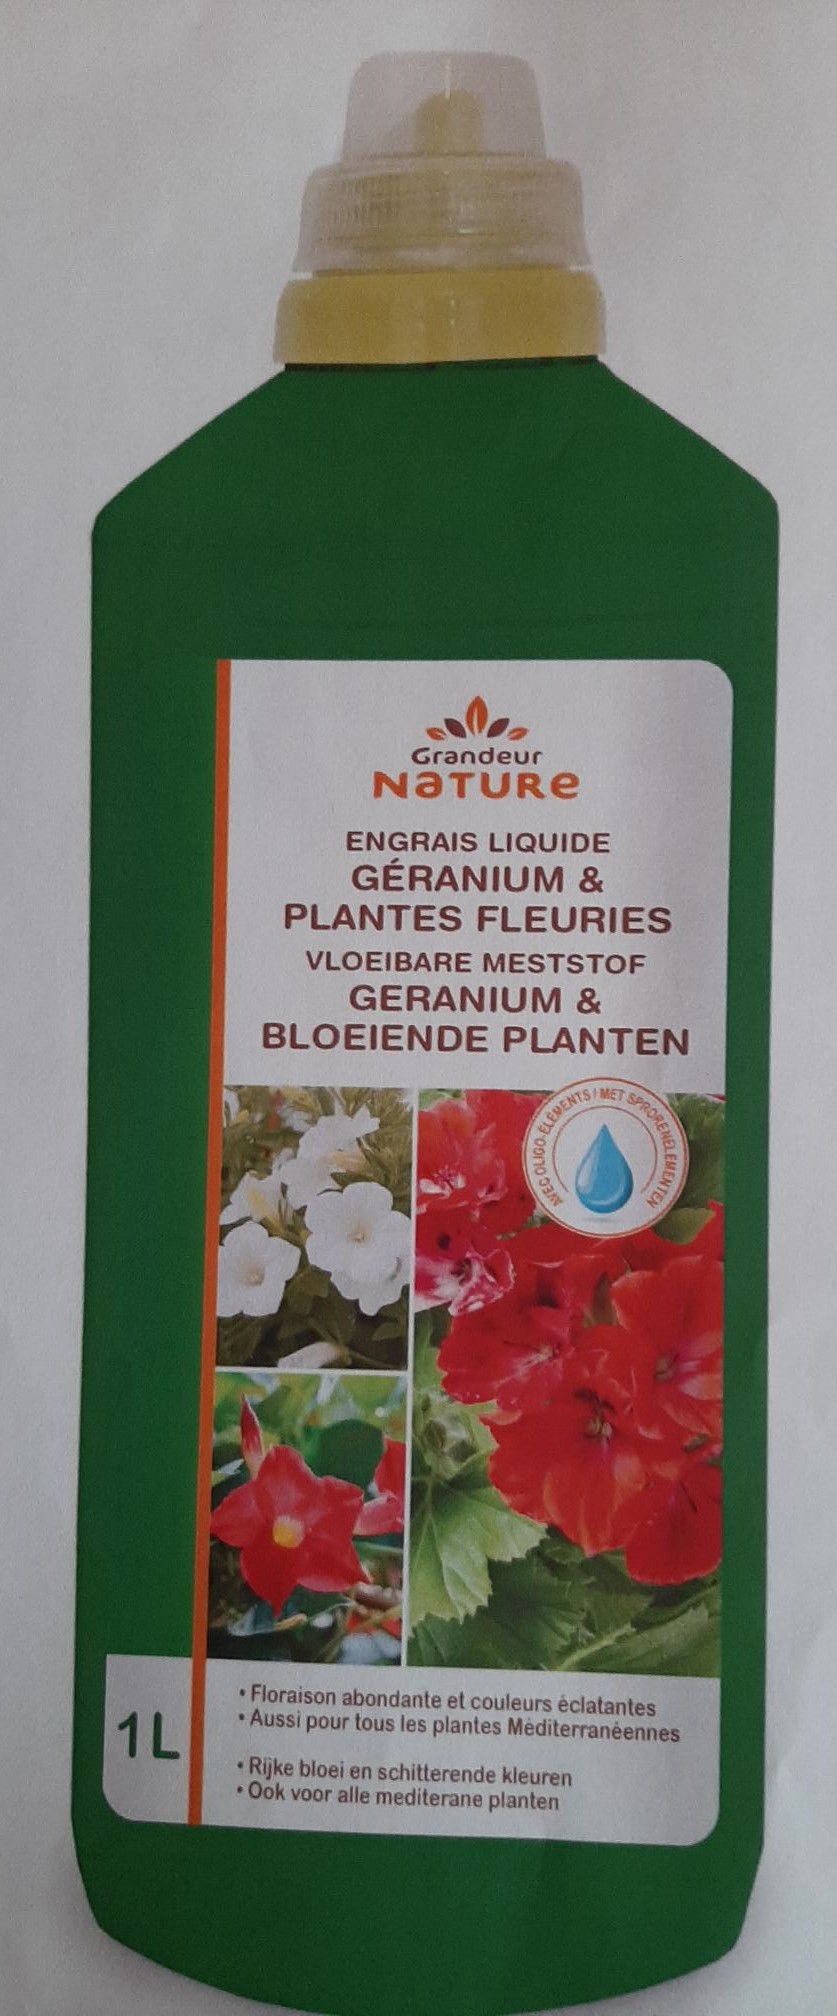 Grandeur
NaTURe
ENGRAIS LIQUIDE
GÉRANIUM &
PLANTES FLEURIES
VLOEIBARE MESTSTOF
GERANIUM &
BLOEIENDE PLANTEN
AVEC OLIGO-ÉLÉMENTS / MET SPRORENELEMENTEN
1L
• Floraison abondante et couleurs éclatantes
• Aussi pour tous les plantes Méditerranéennes
• Rijke bloei en schitterende kleuren
• Ook voor alle mediterane planten